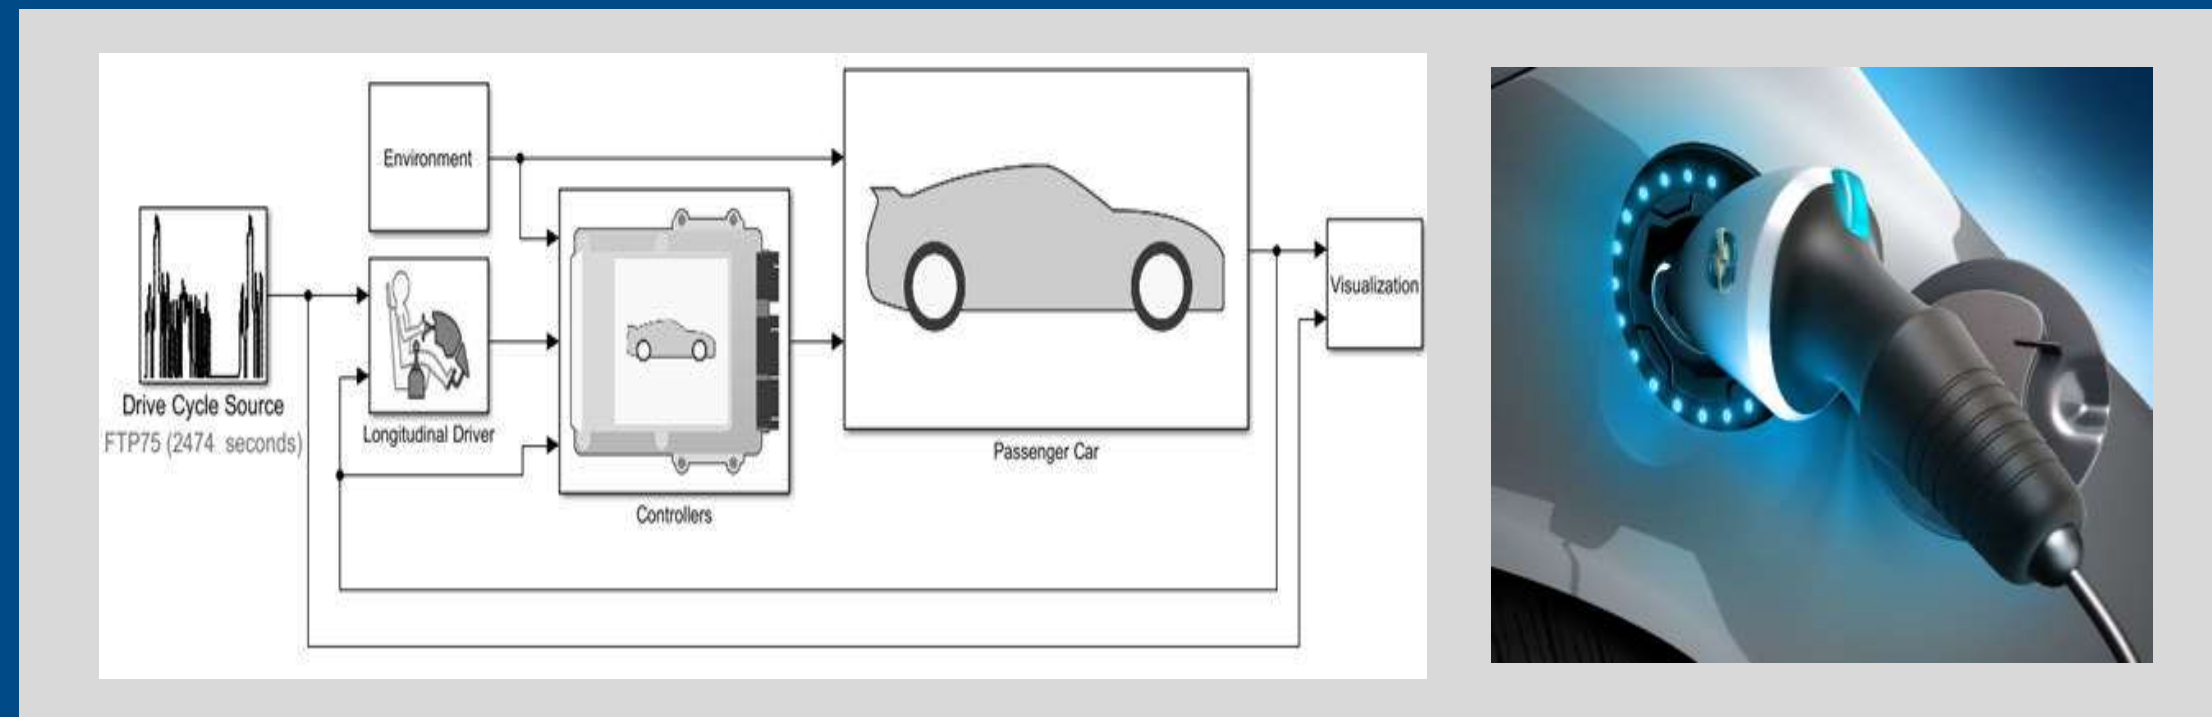 Environment
Drive Cycle Source
FTP75 (2474 seconds)
Longitudinal Driver
Controllers
Passenger Car
Visualization